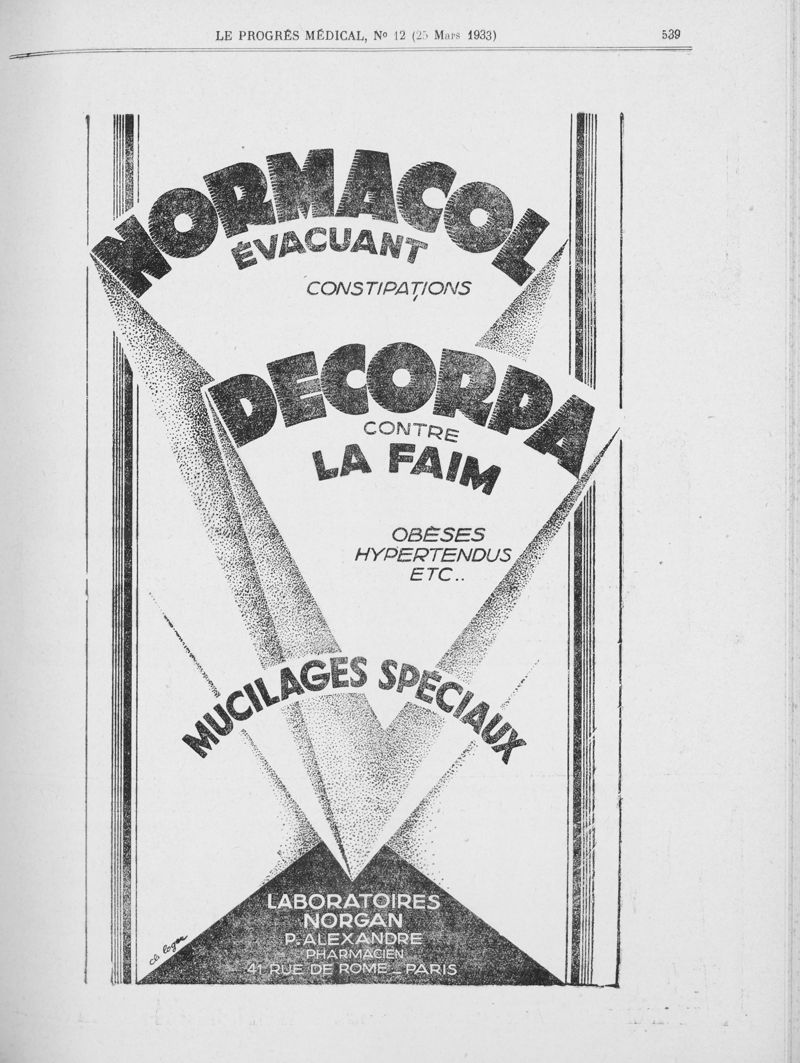 LE PROGRÈS MÉDICAL, Nº 12 (25 Mars 1933)
539
NORMACOL
ÉVACUANT
CONSTIPATIONS
DECORPA
CONTRE
LA FAIM
OBÈSES
HYPERTENDUS
ETC..
MUCILAGES SPÉCIAUX
LABORATOIRES
NORGAN
P. ALEXANDRE
PHARMACIEN
41 RUE DE ROME _ PARIS